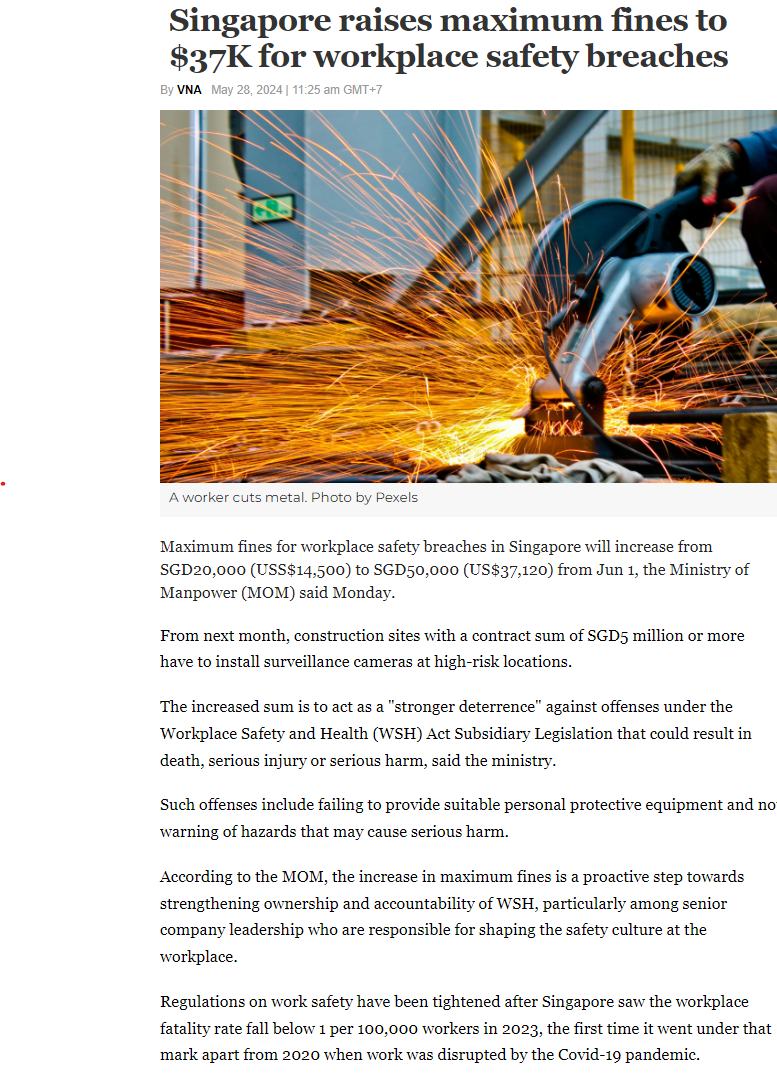 Singapore raises maximum fines to
$37K for workplace safety breaches
By VNA May 28, 2024 | 11:25 am GMT+7
A worker cuts metal. Photo by Pexels
Maximum fines for workplace safety breaches in Singapore will increase from
SGD20,000 (USS$14,500) to SGD50,000 (US$37,120) from Jun 1, the Ministry of
Manpower (MOM) said Monday.
From next month, construction sites with a contract sum of SGD5 million or more
have to install surveillance cameras at high-risk locations.
The increased sum is to act as a "stronger deterrence" against offenses under the
Workplace Safety and Health (WSH) Act Subsidiary Legislation that could result in
death, serious injury or serious harm, said the ministry.
Such offenses include failing to provide suitable personal protective equipment and
warning of hazards that may cause serious harm.
According to the MOM, the increase in maximum fines is a proactive step towards
strengthening ownership and accountability of WSH, particularly among senior
company leadership who are responsible for shaping the safety culture at the
workplace.
Regulations on work safety have been tightened after Singapore saw the workplace
fatality rate fall below 1 per 100,000 workers in 2023, the first time it went under that
mark apart from 2020 when work was disrupted by the Covid-19 pandemic.